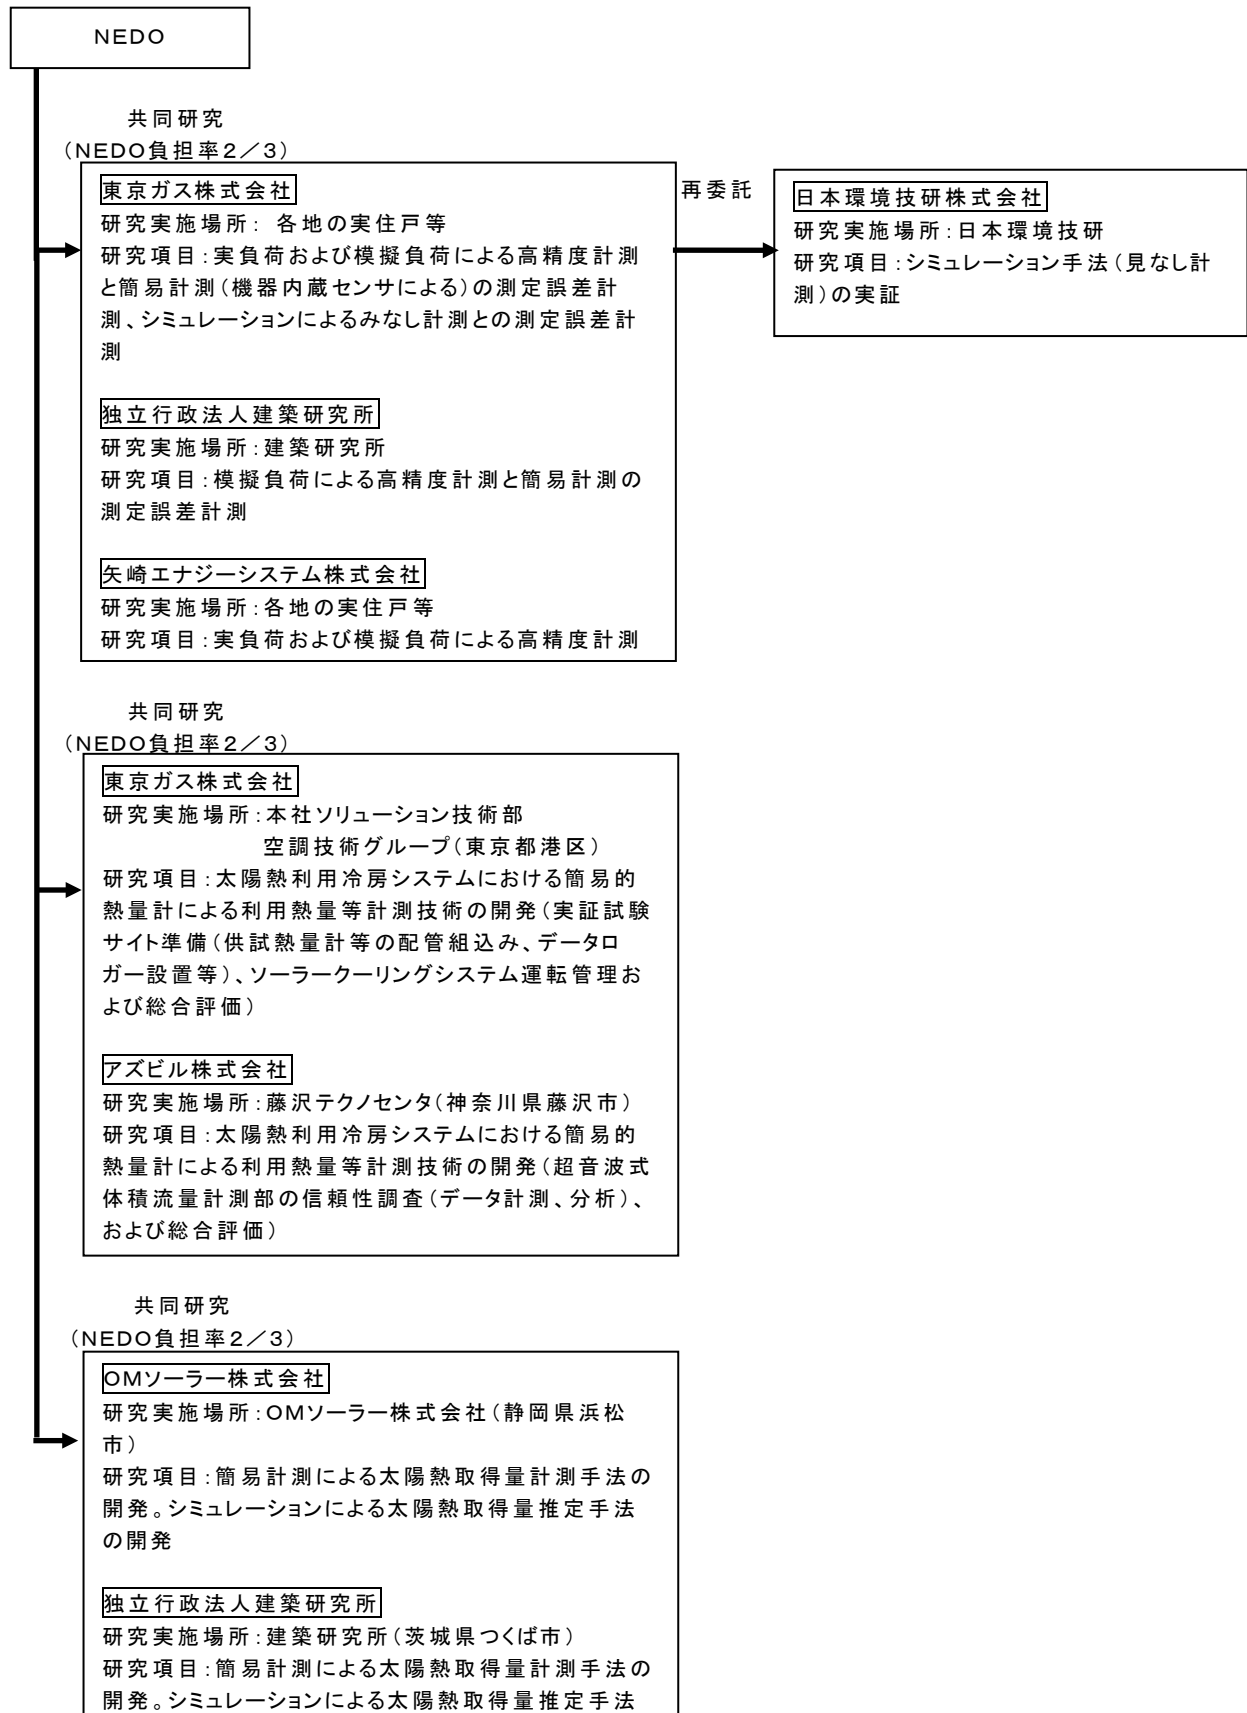 NEDO
共同研究
（NEDO負担率2／3）
東京ガス株式会社
研究実施場所： 各地の実住戸等
研究項目：実負荷および模擬負荷による高精度計測
と簡易計測（機器内蔵センサによる）の測定誤差計
測、シミュレーションによるみなし計測との測定誤差計
測
独立行政法人建築研究所
研究実施場所：建築研究所
研究項目：模擬負荷による高精度計測と簡易計測の
測定誤差計測
矢崎エナジーシステム株式会社
研究実施場所：各地の実住戸等
研究項目：実負荷および模擬負荷による高精度計測
再委託
日本環境技研株式会社
研究実施場所：日本環境技研
研究項目：シミュレーション手法（見なし計
測）の実証
共同研究
（NEDO負担率2／3）
東京ガス株式会社
研究実施場所：本社ソリューション技術部
空調技術グループ（東京都港区）
研究項目：太陽熱利用冷房システムにおける簡易的
熱量計による利用熱量等計測技術の開発（実証試験
サイト準備（供試熱量計等の配管組込み、データロ
ガー設置等）、ソーラークーリングシステム運転管理お
よび総合評価）
アズビル株式会社
研究実施場所：藤沢テクノセンタ（神奈川県藤沢市）
研究項目：太陽熱利用冷房システムにおける簡易的
熱量計による利用熱量等計測技術の開発（超音波式
体積流量計測部の信頼性調査（データ計測、分析）、
および総合評価）
共同研究
（NEDO負担率2／3）
OMソーラー株式会社
研究実施場所：OMソーラー株式会社（静岡県浜松
市）
研究項目：簡易計測による太陽熱取得量計測手法の
開発。シミュレーションによる太陽熱取得量推定手法
の開発
独立行政法人建築研究所
研究実施場所：建築研究所（茨城県つくば市）
研究項目：簡易計測による太陽熱取得量計測手法の
開発。シミュレーションによる太陽熱取得量推定手法